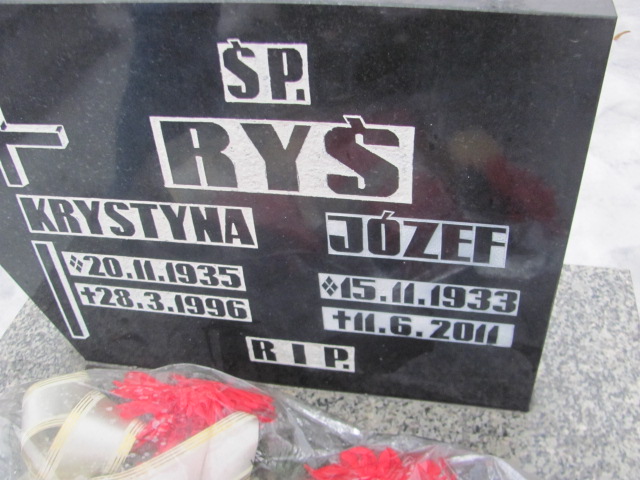 ŚP.
RYŚ
KRYSTYNA
20.11.1935
†28.3.1996
JÓZEF
15.11.1933
†11.6.2011
R I P.